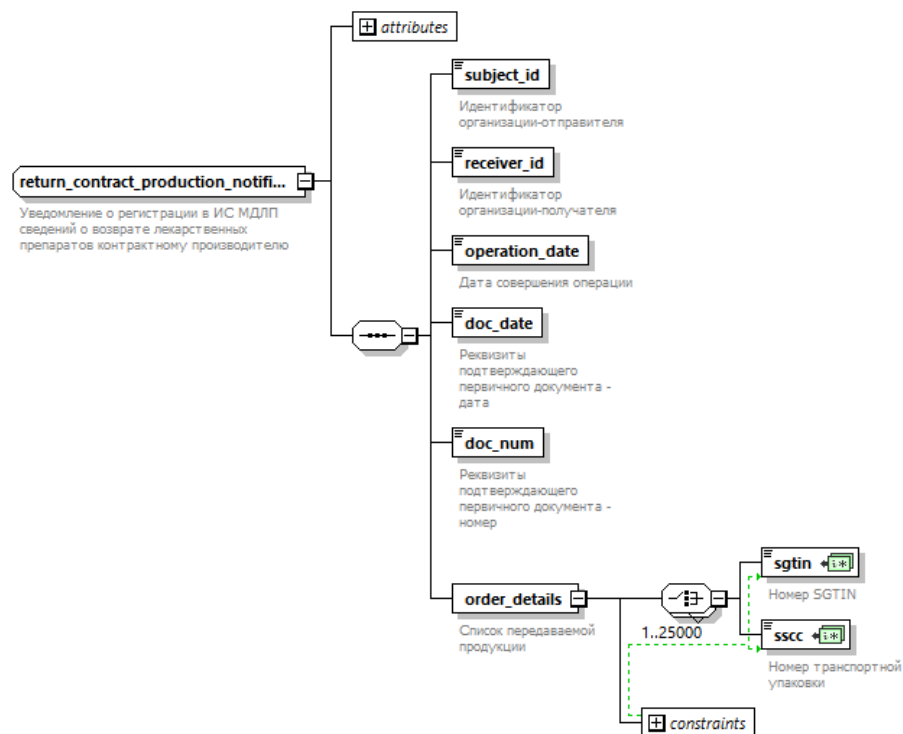 attributes
subject_id
Идентификатор
организации-отправителя
receiver_id
Идентификатор
организации-получателя
return_contract_production_notifi...
Уведомление о регистрации в ИС МДЛП
сведений о возврате лекарственных
препаратов контрактному производителю
operation_date
Дата совершения операции
doc_date
Реквизиты
подтверждающего
первичного документа -
дата
doc_num
Реквизиты
подтверждающего
первичного документа -
номер
order_details
Список передаваемой
продукции
1..25000
sgtin
Номер SGTIN
sscc
Номер транспортной
упаковки
constraints